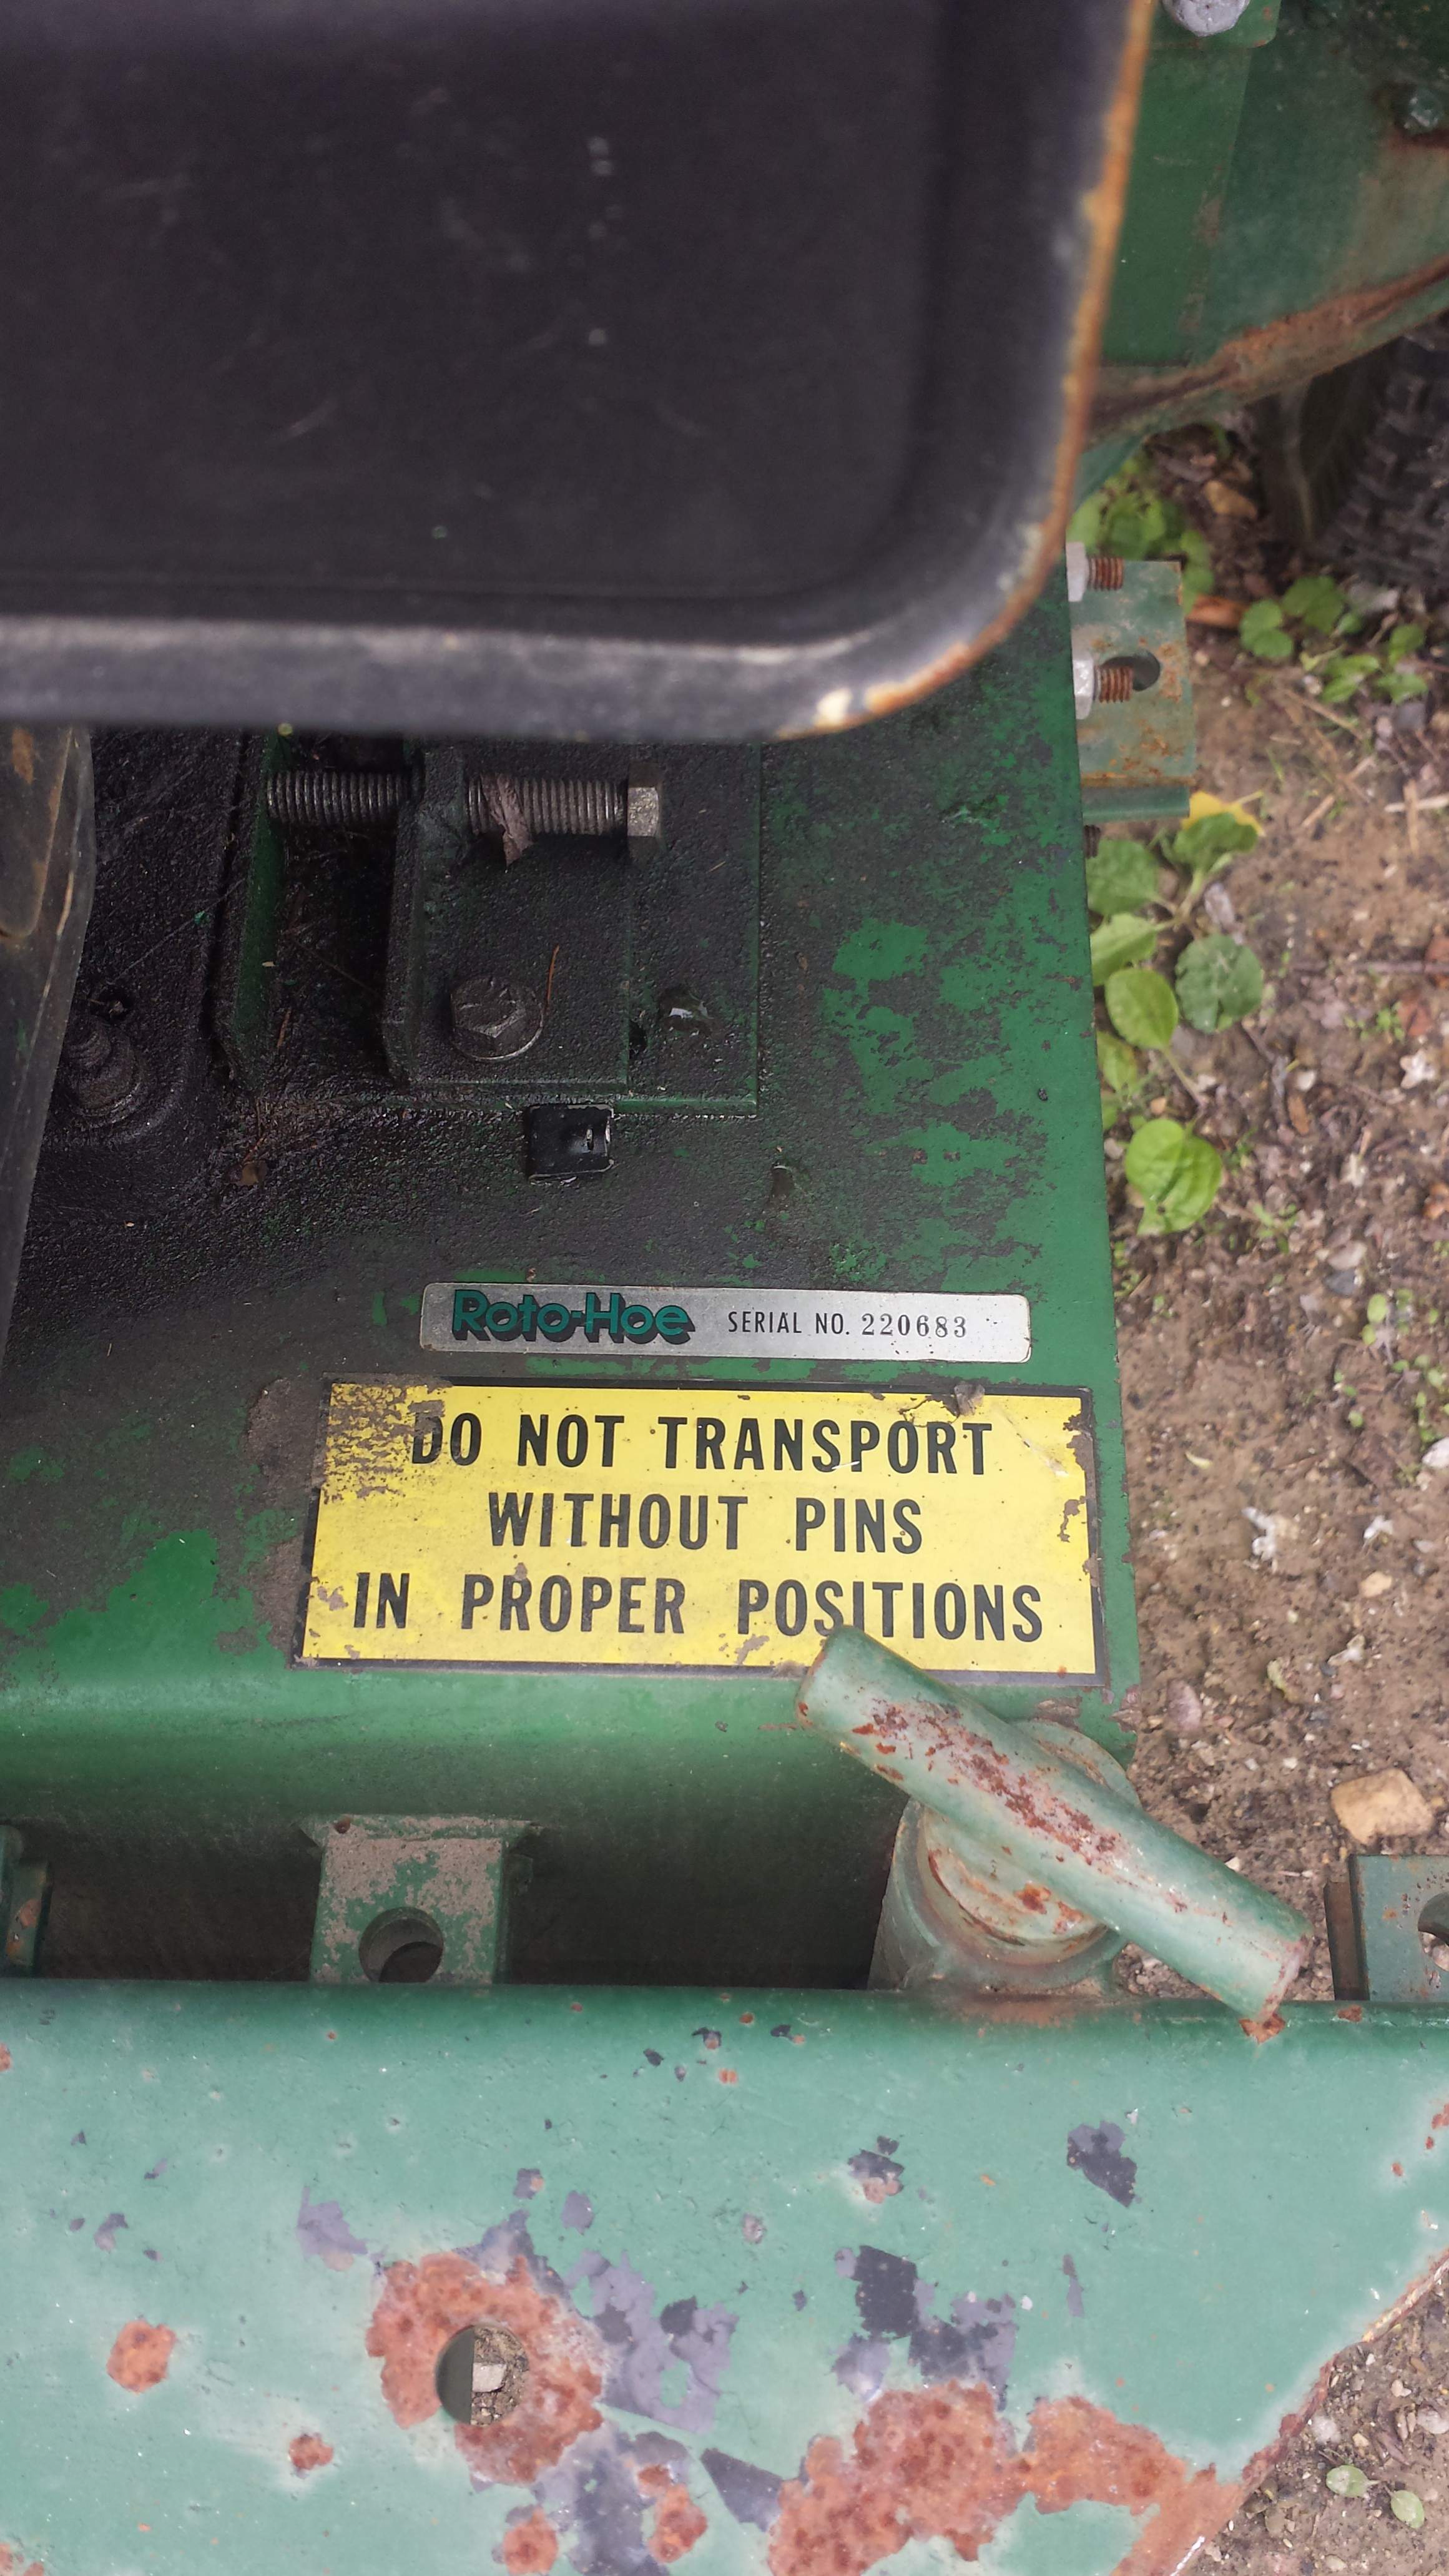 Roto-Hoe SERIAL NO. 220683
DO NOT TRANSPORT
WITHOUT PINS
IN PROPER POSITIONS